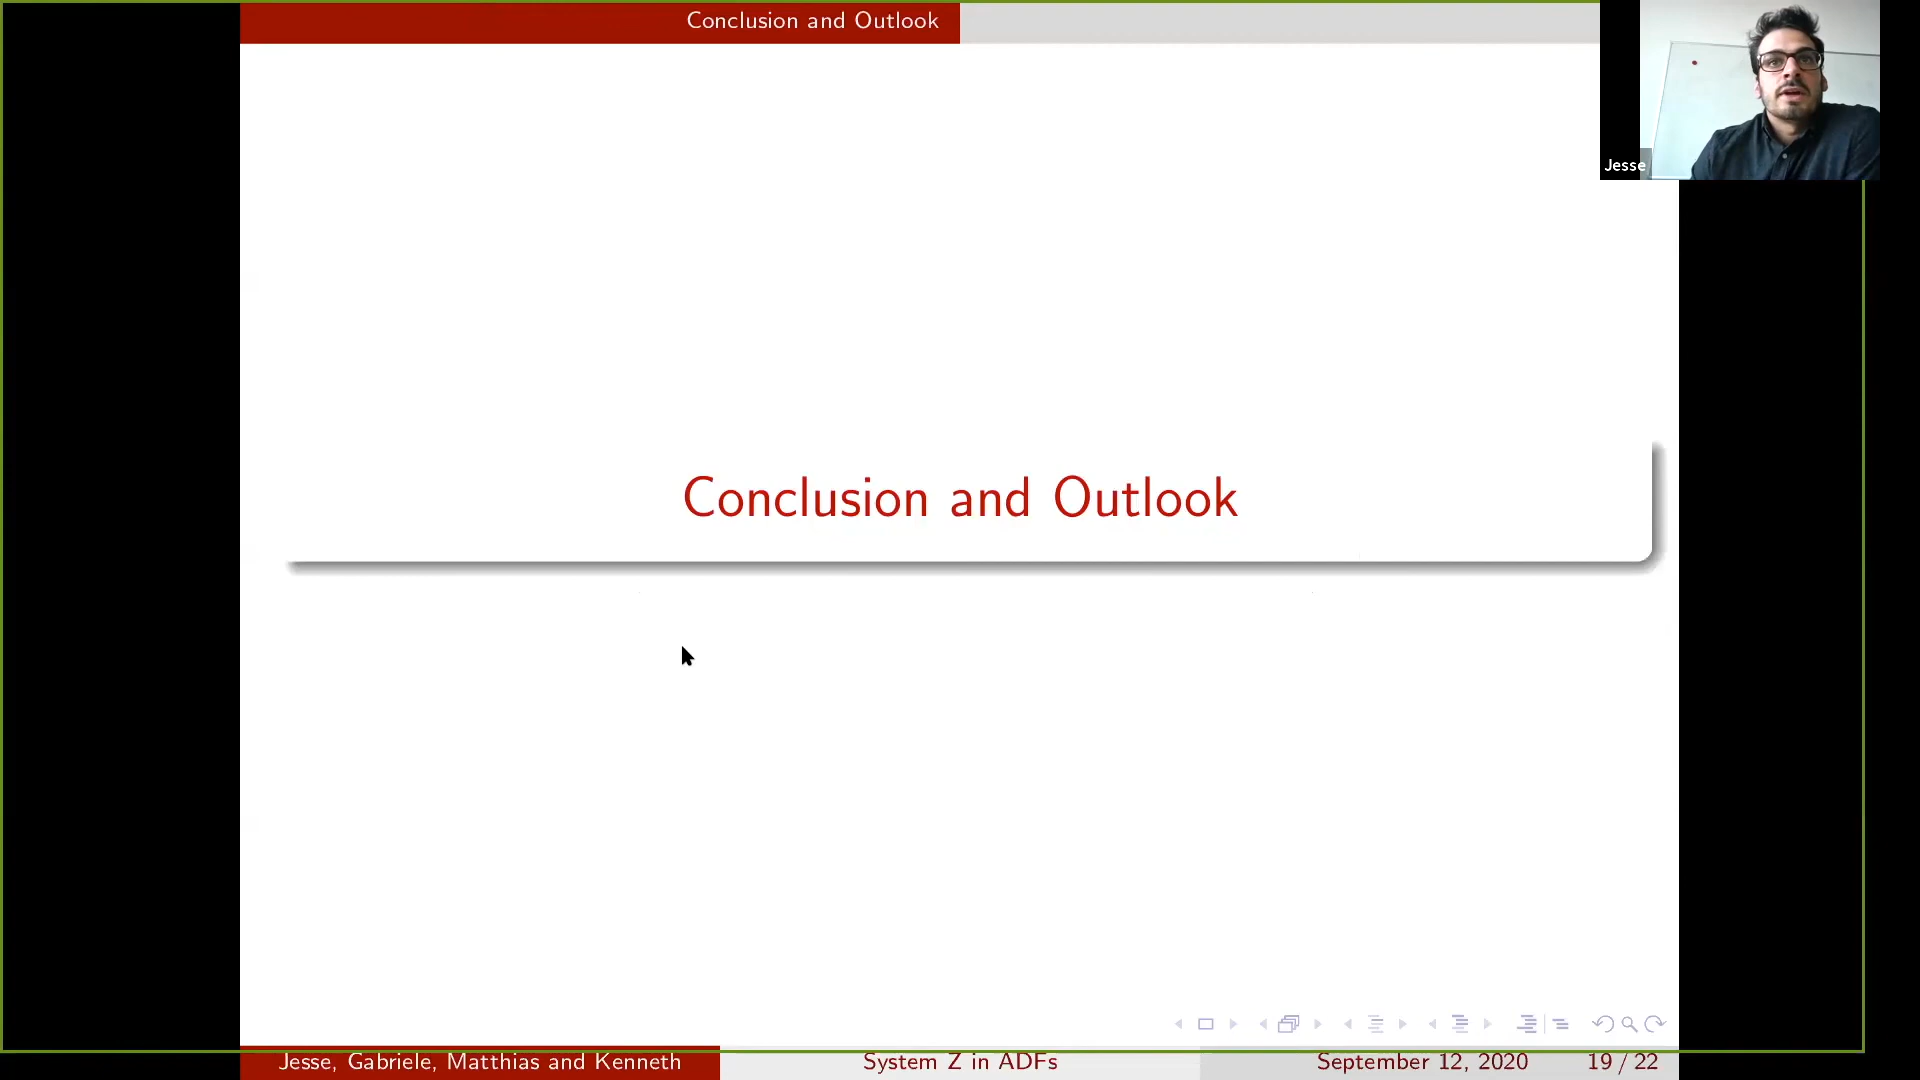 Conclusion and Outlook
Jesse
Conclusion and Outlook
Jesse, Gabriele, Matthias and Kenneth
System Z in ADFs
September 12, 2020
19 / 22